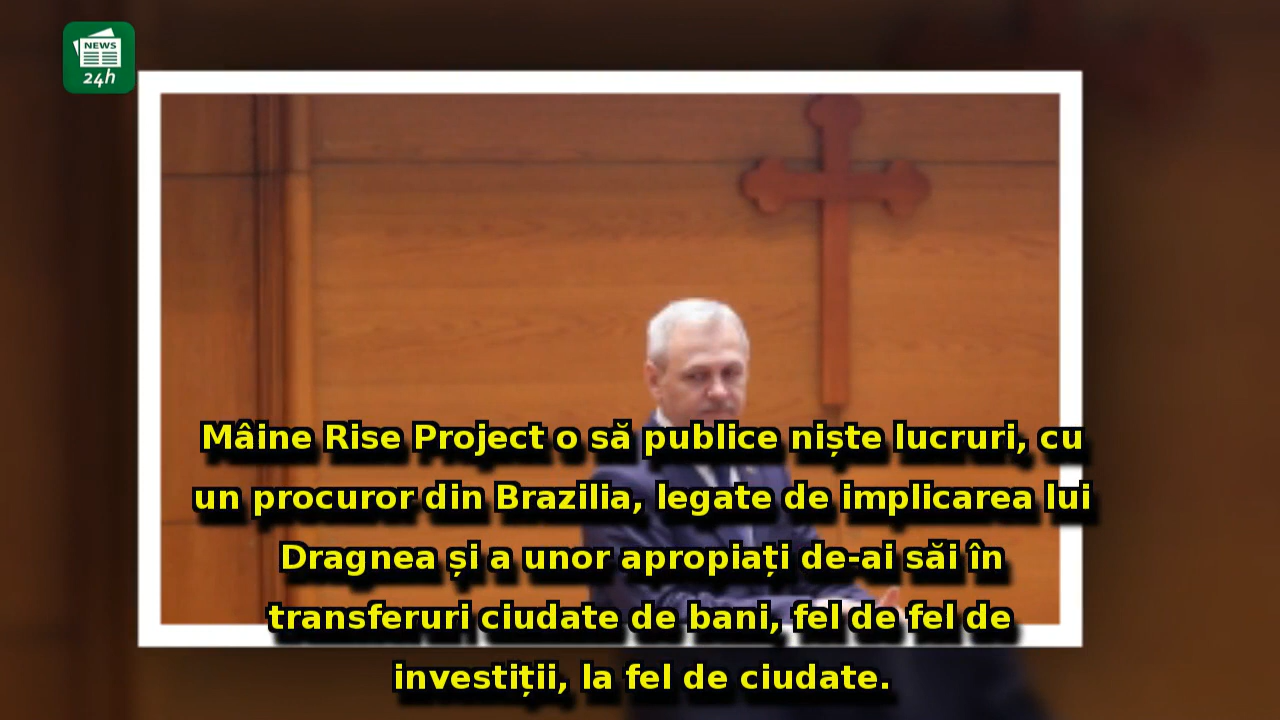 NEWS
24h
Mâine Rise Project o să publice niște lucruri, cu
un procuror din Brazilia, legate de implicarea lui
Dragnea și a unor apropiați de-ai săi în
transferuri ciudate de bani, fel de fel de
investiții, la fel de ciudate.